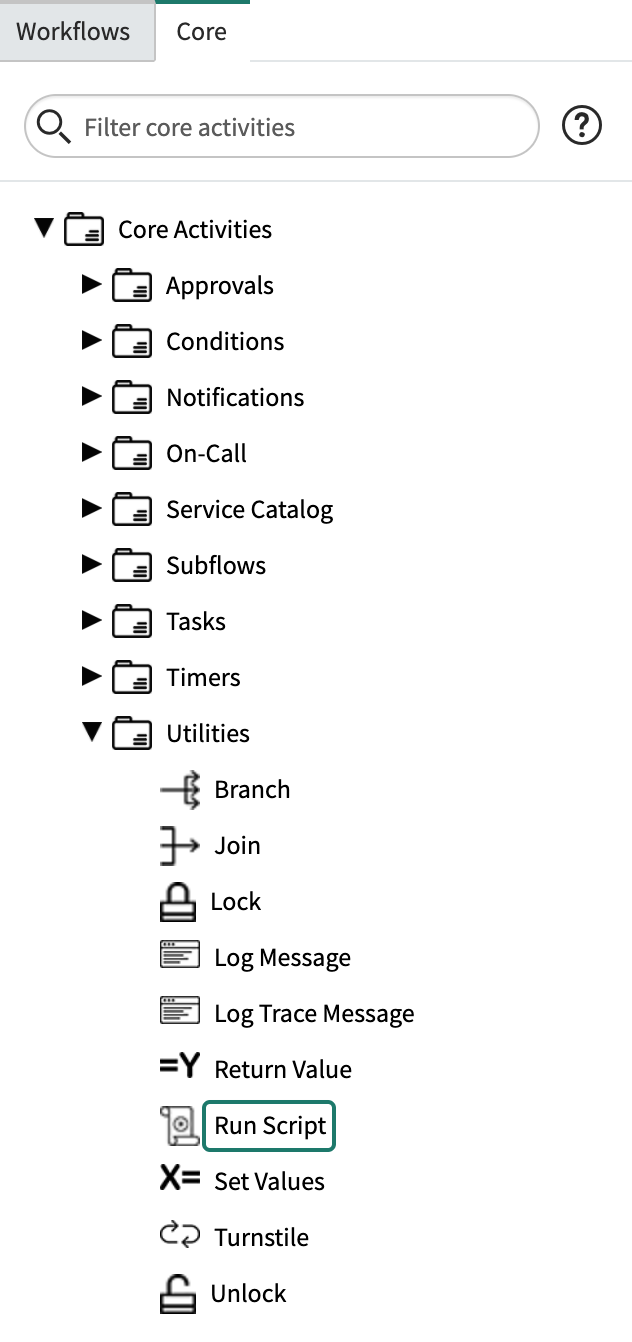 Workflows Core
Filter core activities
Core Activities
Approvals
Conditions
Notifications
On-Call
Service Catalog
Subflows
Tasks
Timers
Utilities
Branch
Join
Lock
Log Message
Log Trace Message
=Y Return Value
Run Script
X= Set Values
Turnstile
Unlock